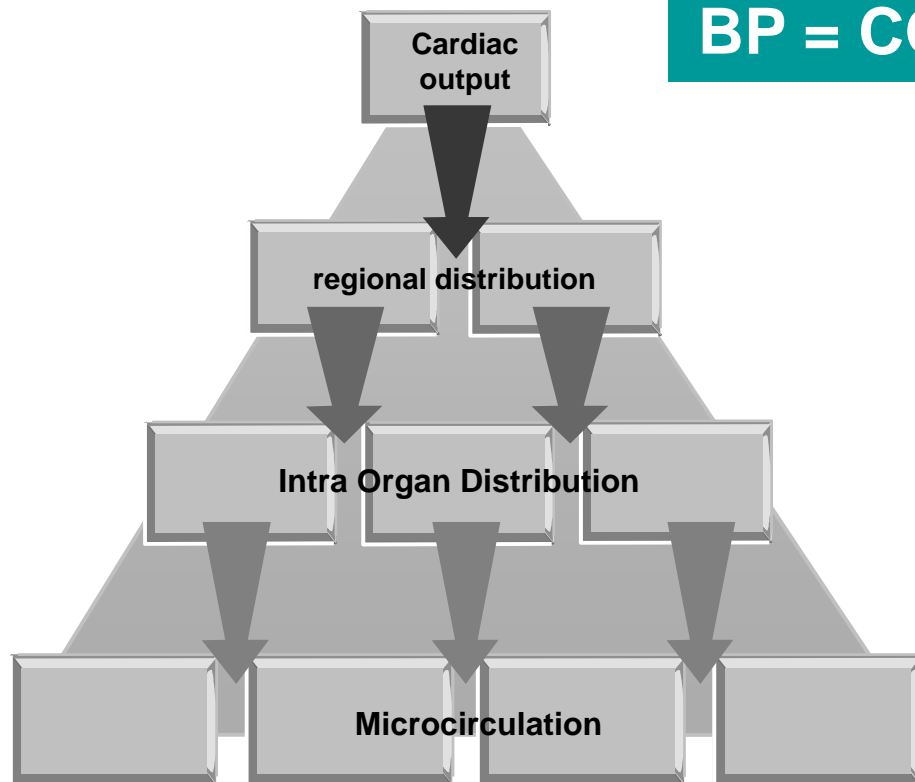 BP = CO
Cardiac
output
regional distribution
Intra Organ Distribution
Microcirculation